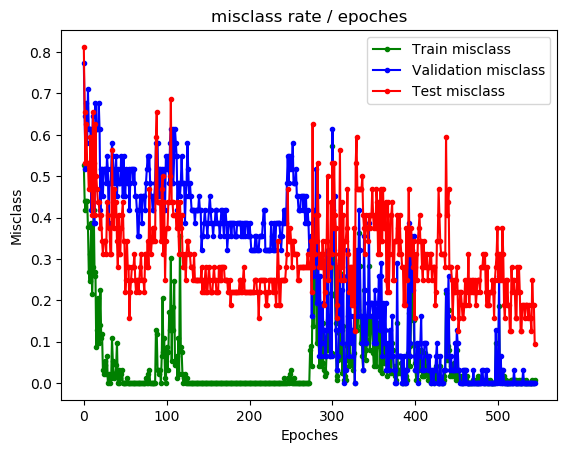 misclass rate / epoches
Train misclass
Validation misclass
Test misclass
Misclass
0.8
0.7
0.6
0.5
0.4
0.3
0.2
0.1
0.0
0 100 200 300 400 500
Epoches